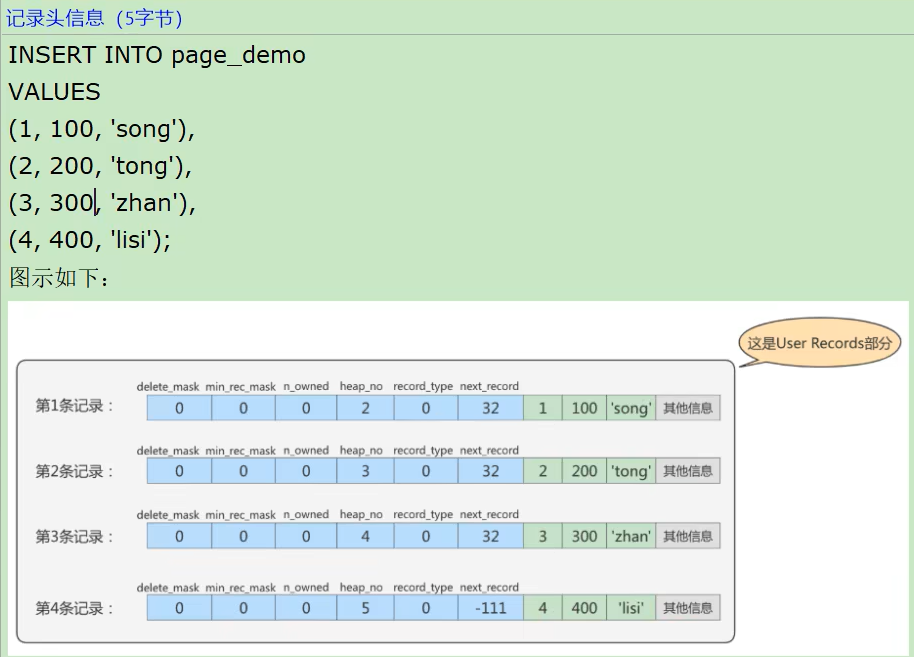 记录头信息（5字节）
INSERT INTO page_demo
VALUES
(1, 100, 'song'),
(2, 200, 'tong'),
(3, 300, 'zhan'),
(4, 400, 'lisi');
图示如下：
这是User Records部分
delete_mask min_rec_mask n_owned heap_no record_type next_record
第1条记录： 0 0 0 2 0 32 1 100 'song' 其他信息
delete_mask min_rec_mask n_owned heap_no record_type next_record
第2条记录： 0 0 0 3 0 32 2 200 'tong' 其他信息
delete_mask min_rec_mask n_owned heap_no record_type next_record
第3条记录： 0 0 0 4 0 32 3 300 'zhan' 其他信息
delete_mask min_rec_mask n_owned heap_no record_type next_record
第4条记录： 0 0 0 5 0 -111 4 400 'lisi' 其他信息